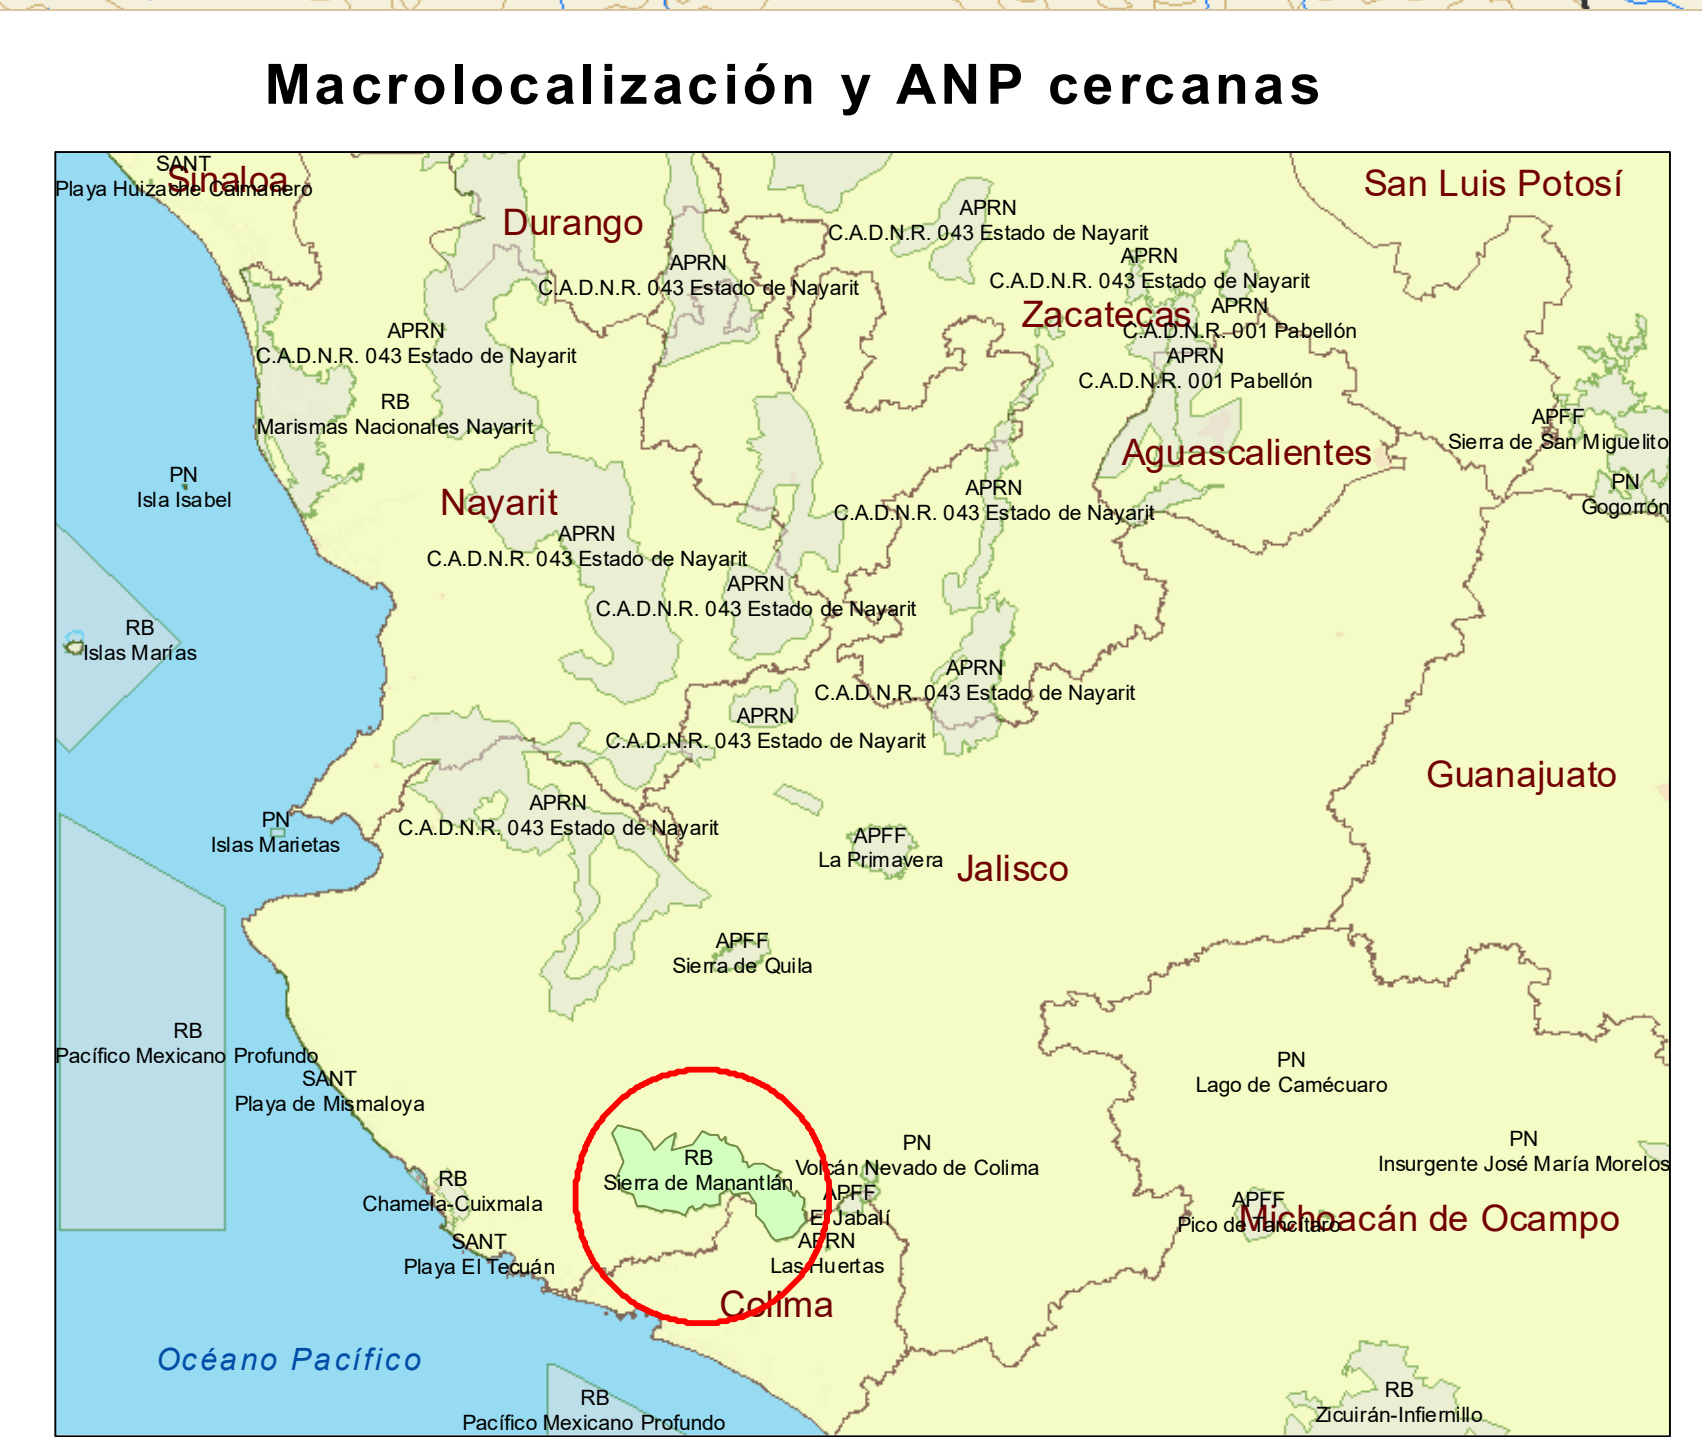 Macrolocalización y ANP cercanas
SANT
Playa Huizache Caimanero
Sinaloa
San Luis Potosí
Durango
APRN
C.A.D.N.R. 043 Estado de Nayarit
APRN
C.A.D.N.R. 043 Estado de Nayarit
APRN
C.A.D.N.R. 043 Estado de Nayarit
Zacatecas
APRN
C.A.D.N.R. 001 Pabellón
APRN
C.A.D.N.R. 043 Estado de Nayarit
APRN
C.A.D.N.R. 001 Pabellón
RB
Marismas Nacionales Nayarit
APFF
Sierra de San Miguelito
Aguascalientes
PN
Isla Isabel
Nayarit
APRN
C.A.D.N.R. 043 Estado de Nayarit
PN
Gogorrón
APRN
C.A.D.N.R. 043 Estado de Nayarit
APRN
C.A.D.N.R. 043 Estado de Nayarit
RB
Islas Marías
APRN
C.A.D.N.R. 043 Estado de Nayarit
APRN
C.A.D.N.R. 043 Estado de Nayarit
Guanajuato
APRN
C.A.D.N.R. 043 Estado de Nayarit
PN
Islas Marietas
APFF
La Primavera
Jalisco
APFF
Sierra de Quila
RB
Pacífico Mexicano Profundo
SANT
Playa de Mismaloya
PN
Lago de Camécuaro
PN
Volcán Nevado de Colima
PN
Insurgente José María Morelos
RB
Sierra de Manantlán
RB
Chamela-Cuixmala
APFF
El Jabalí
APFF
Pico de Tancítaro
Michoacán de Ocampo
SANT
Playa El Tecuán
APRN
Las Huertas
Colima
Océano Pacífico
RB
Pacífico Mexicano Profundo
RB
Zicuirán-Infiernillo